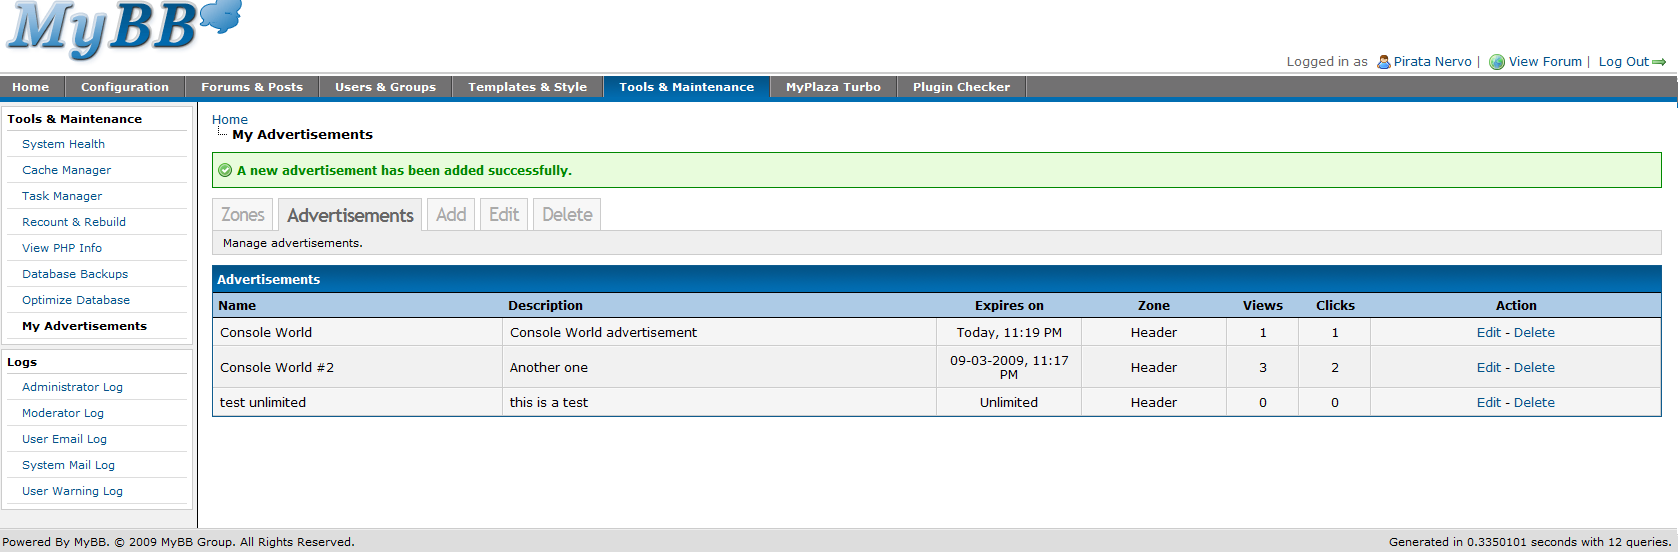 MyBB
Logged in as Pirata Nervo | View Forum | Log Out
Home Configuration Forums & Posts Users & Groups Templates & Style Tools & Maintenance MyPlaza Turbo Plugin Checker
Tools & Maintenance
System Health
Cache Manager
Task Manager
Recount & Rebuild
View PHP Info
Database Backups
Optimize Database
My Advertisements
Logs
Administrator Log
Moderator Log
User Email Log
System Mail Log
User Warning Log
Home
My Advertisements
A new advertisement has been added successfully.
Zones Advertisements Add Edit Delete
Manage advertisements.
Advertisements
Name Description Expires on Zone Views Clicks Action
Console World Console World advertisement Today, 11:19 PM Header 1 1 Edit - Delete
Console World #2 Another one 09-03-2009, 11:17 PM Header 3 2 Edit - Delete
test unlimited this is a test Unlimited Header 0 0 Edit - Delete
Powered By MyBB. © 2009 MyBB Group. All Rights Reserved.
Generated in 0.3350101 seconds with 12 queries.